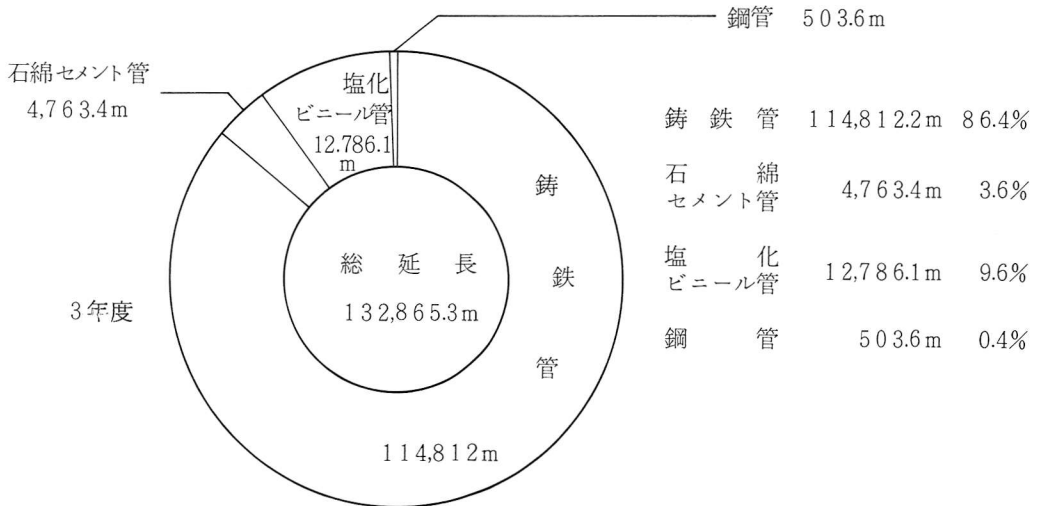 鋼管 503.6m
石綿セメント管
4,763.4m
塩化
ビニール管
12.786.1
m
鋳鉄管
総延長
132,865.3m
3年度
114,812m
鋳鉄管 114,812.2m 86.4%
石綿
セメント管 4,763.4m 3.6%
塩化
ビニール管 12,786.1m 9.6%
鋼管 503.6m 0.4%